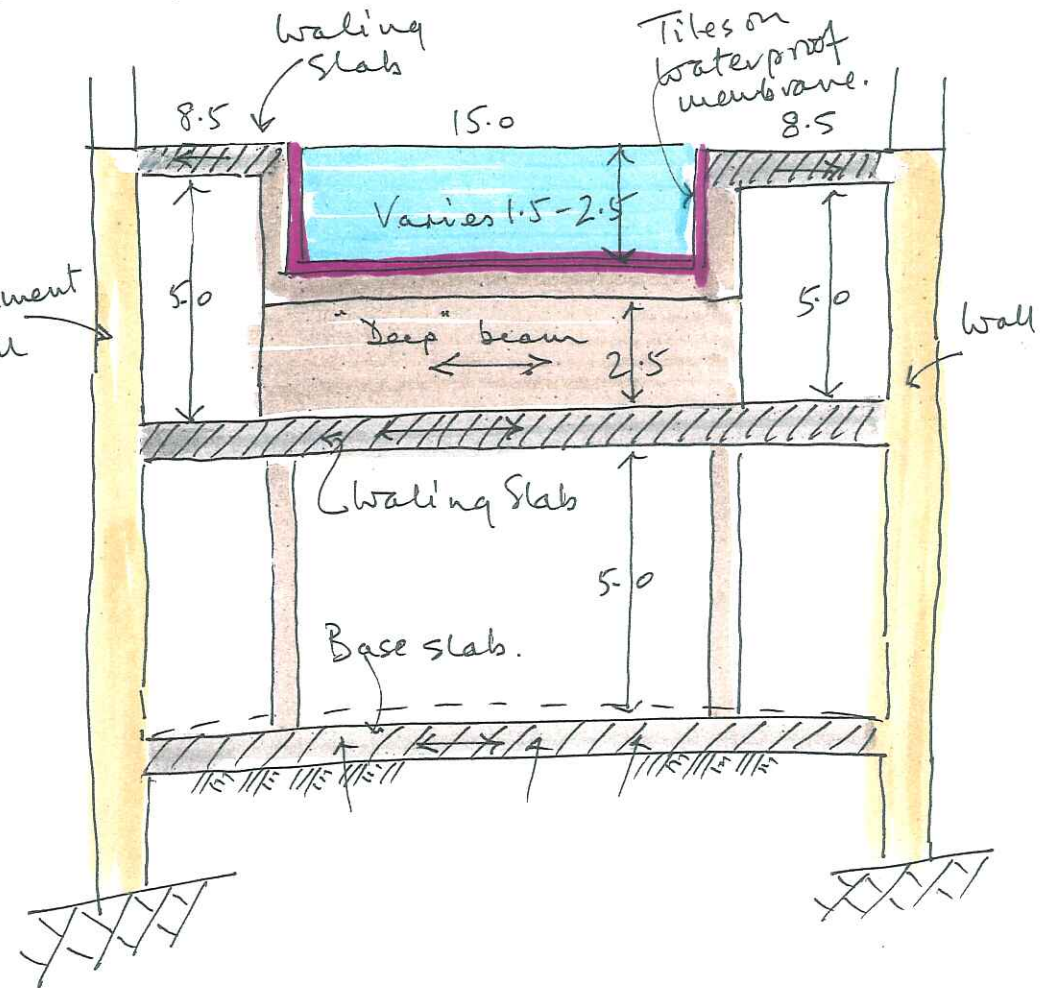 Waling
Slab
Tiles on
waterproof
membrane.
8.5
15.0
8.5
Varies 1.5-2.5
5.0
"Deep" beam
2.5
5.0
Wall
Waling Slab
5.0
Base slab.